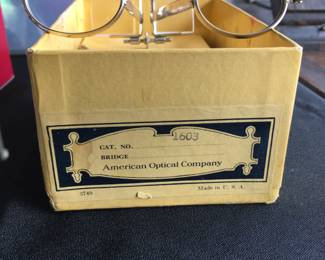 CAT. NO. 1603
BRIDGE
American Optical Company
Made in U. S. A.